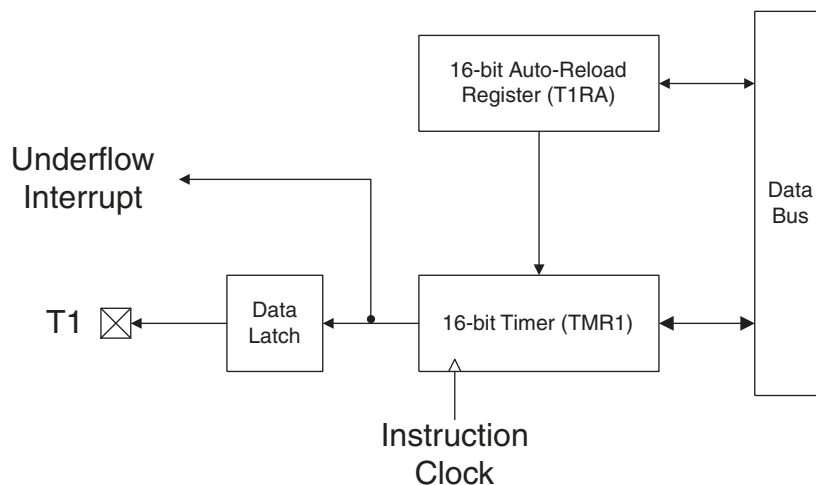 16-bit Auto-Reload
Register (T1RA)
Underflow
Interrupt
Data
Bus
T1
Data
Latch
16-bit Timer (TMR1)
Instruction
Clock